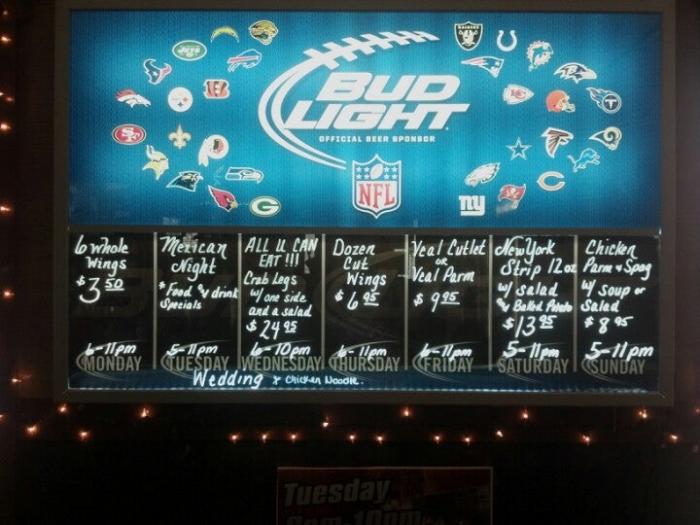 BUD
LIGHT
OFFICIAL BEER SPONSOR
NFL
JETS
ny
6 Whole
Wings
$3 50
6-11pm
MONDAY
Mexican
Night
* Food & drink
Specials
5-11pm
TUESDAY
ALL U CAN
EAT !!!
Crab Legs
w/ one side
and a salad
$24 95
6-10pm
WEDNESDAY
Dozen
Cut
Wings
$6 95
6-11pm
THURSDAY
Veal Cutlet
or
Veal Parm
$9 95
6-11pm
FRIDAY
New York
Strip 12oz
w/ salad
& Baked Potato
$13 95
5-11pm
SATURDAY
Chicken
Parm & Spag
w/ soup or
Salad
$8 95
5-11pm
SUNDAY
Wedding & Chicken Noodle.
Tuesday